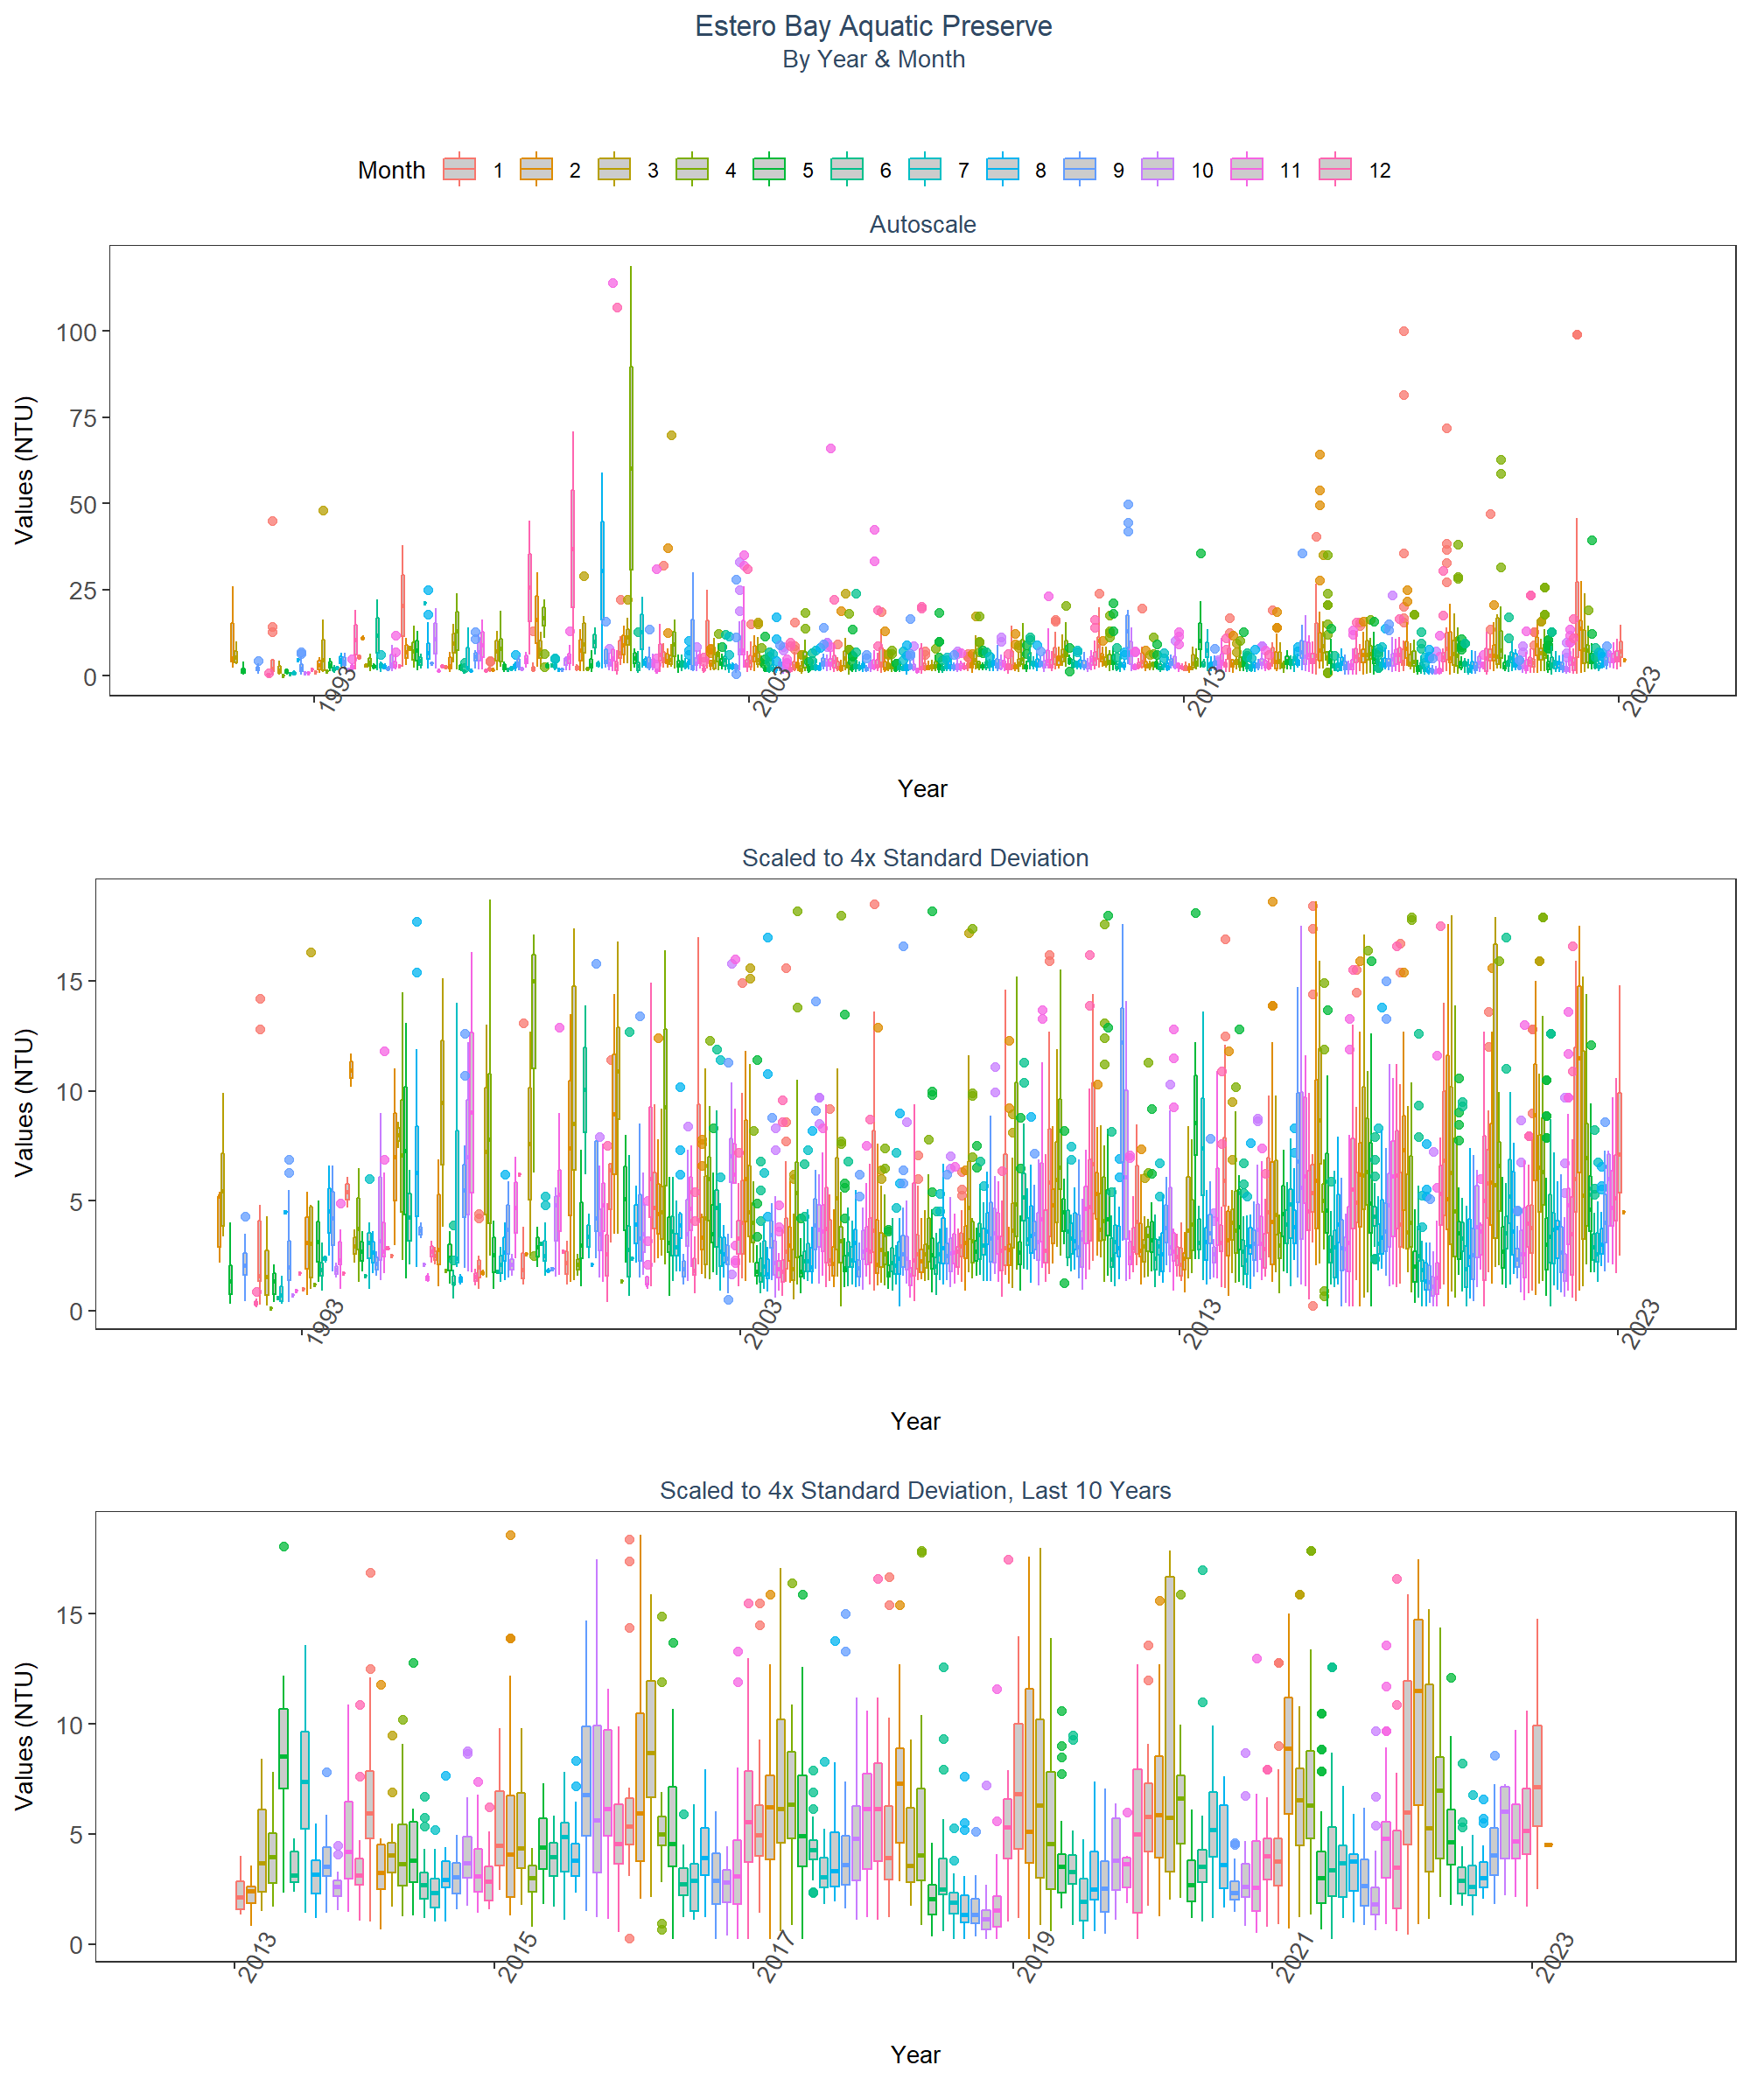 Estero Bay Aquatic Preserve
By Year & Month
Month 1 2 3 4 5 6 7 8 9 10 11 12
Autoscale
Values (NTU)
100
75
50
25
0
1993 2003 2013 2023
Year
Scaled to 4x Standard Deviation
Values (NTU)
15
10
5
0
1993 2003 2013 2023
Year
Scaled to 4x Standard Deviation, Last 10 Years
Values (NTU)
15
10
5
0
2013 2015 2017 2019 2021 2023
Year